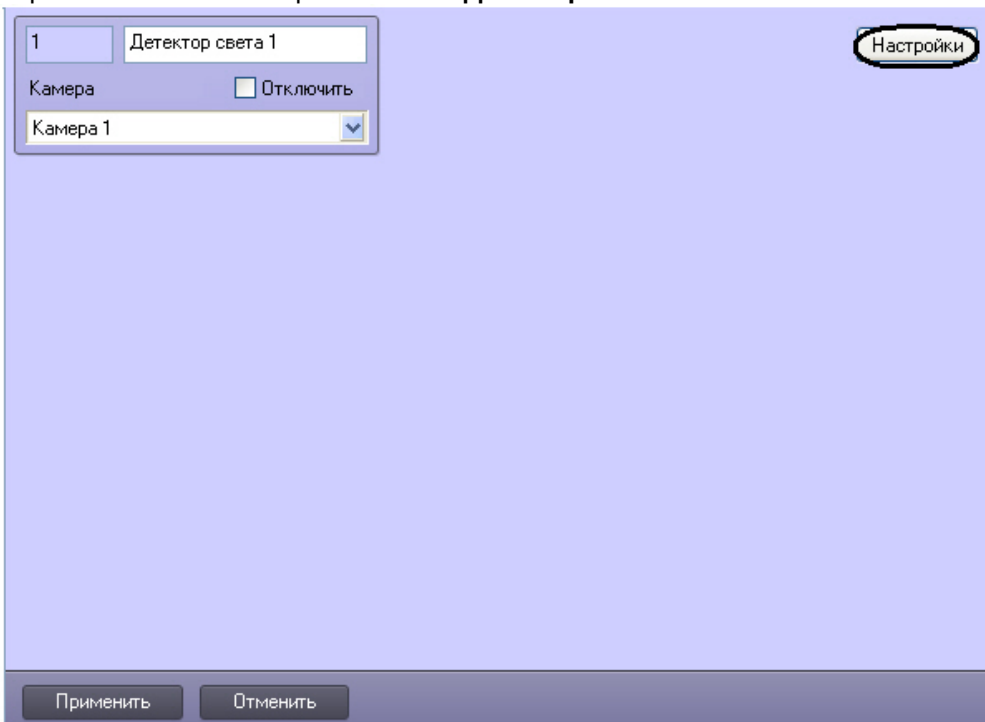 1 Детектор света 1 Настройки
Камера Отключить
Камера 1
Применить Отменить